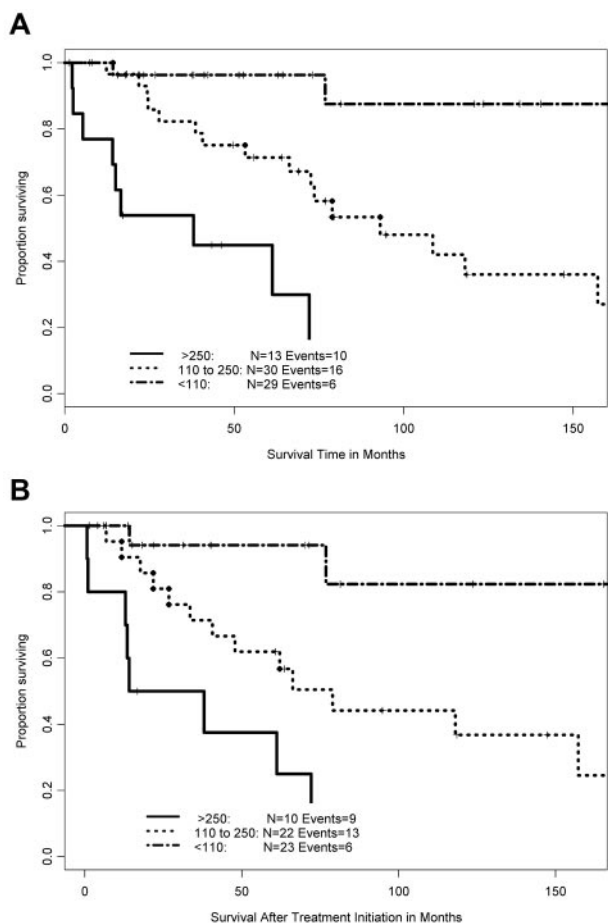 A
Proportion surviving
1.0
0.8
0.6
0.4
0.2
0.0
>250: N=13 Events=10
110 to 250: N=30 Events=16
<110: N=29 Events=6
0 50 100 150
Survival Time in Months
B
Proportion surviving
1.0
0.8
0.6
0.4
0.2
0.0
>250: N=10 Events=9
110 to 250: N=22 Events=13
<110: N=23 Events=6
0 50 100 150
Survival After Treatment Initiation in Months